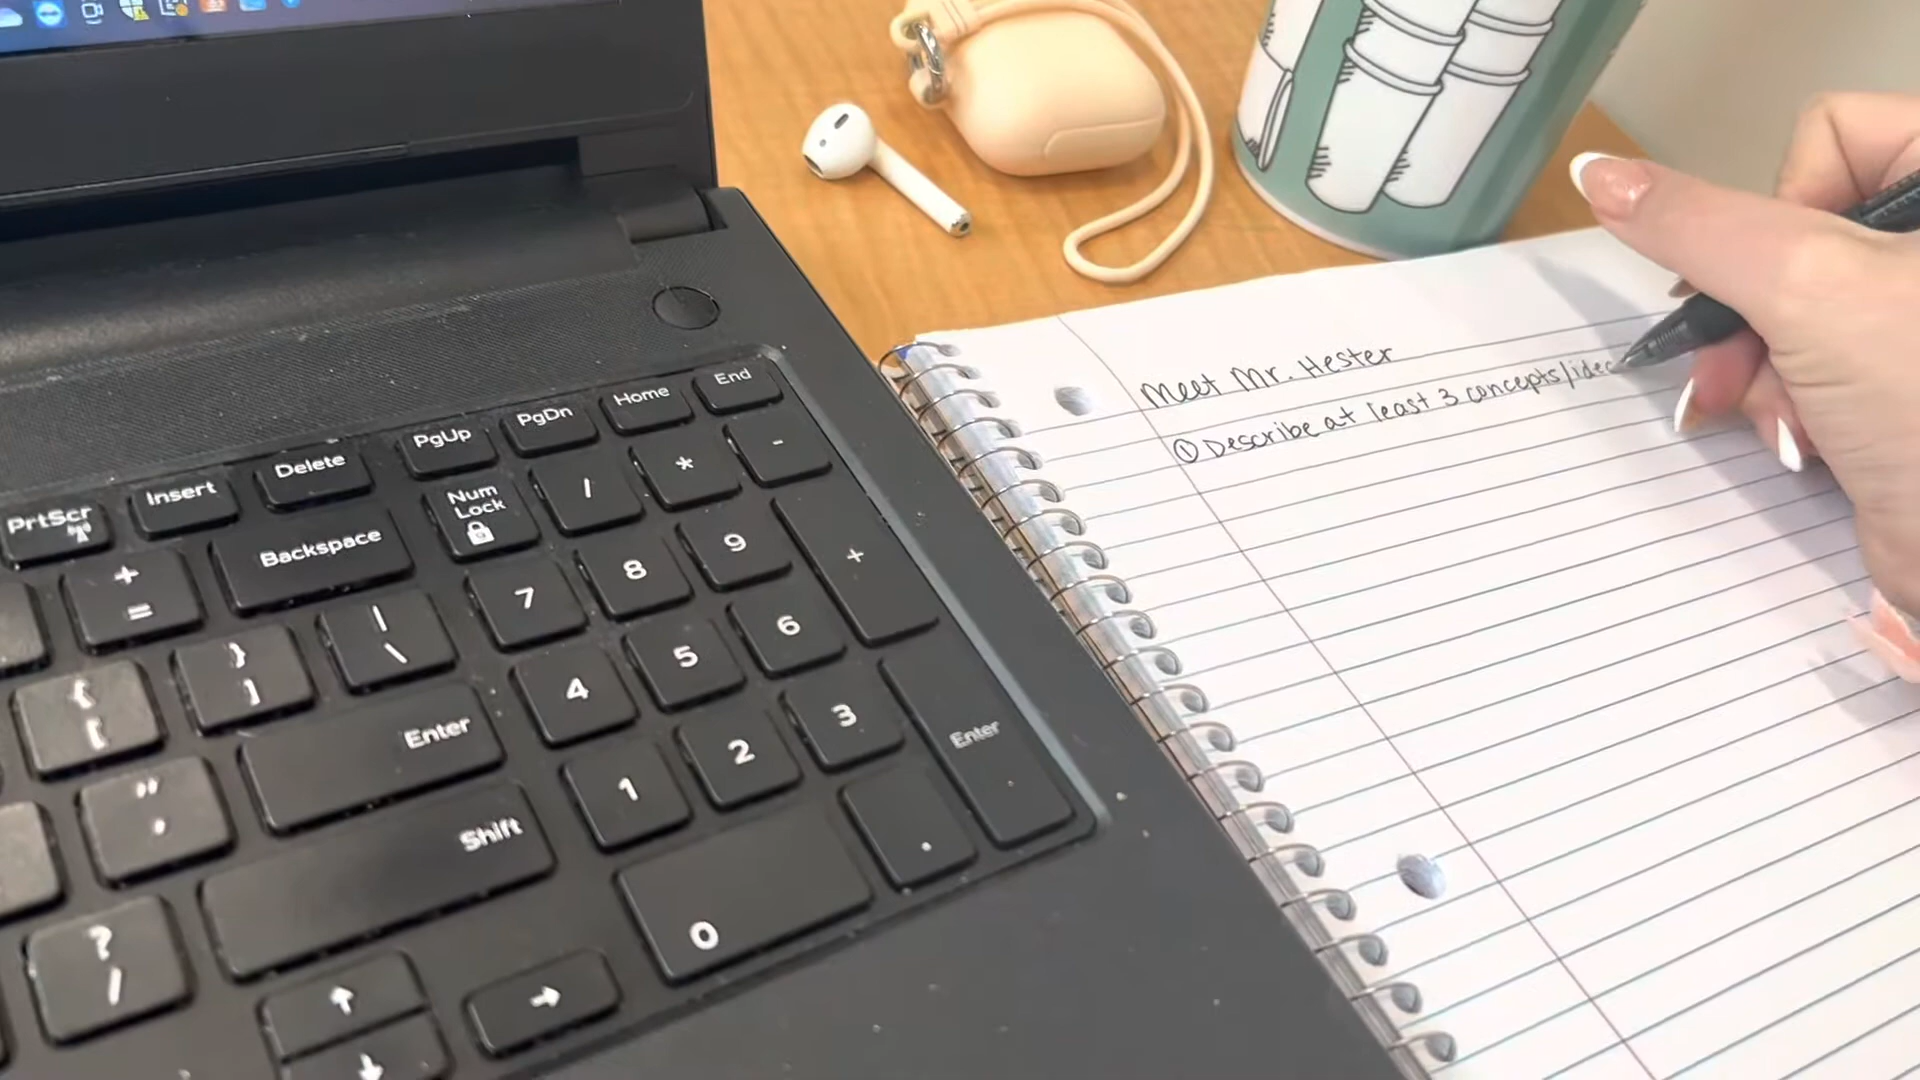 Meet Mr. Hester
① Describe at least 3 concepts/idea
End
Home
PgDn
PgUp
Delete
Insert
PrtScr
Num Lock
/
*
-
Backspace
+
=
7
8
9
+
|
\
}
]
{
[
4
5
6
Enter
1
2
3
Enter
"
'
Shift
0
.
?
/